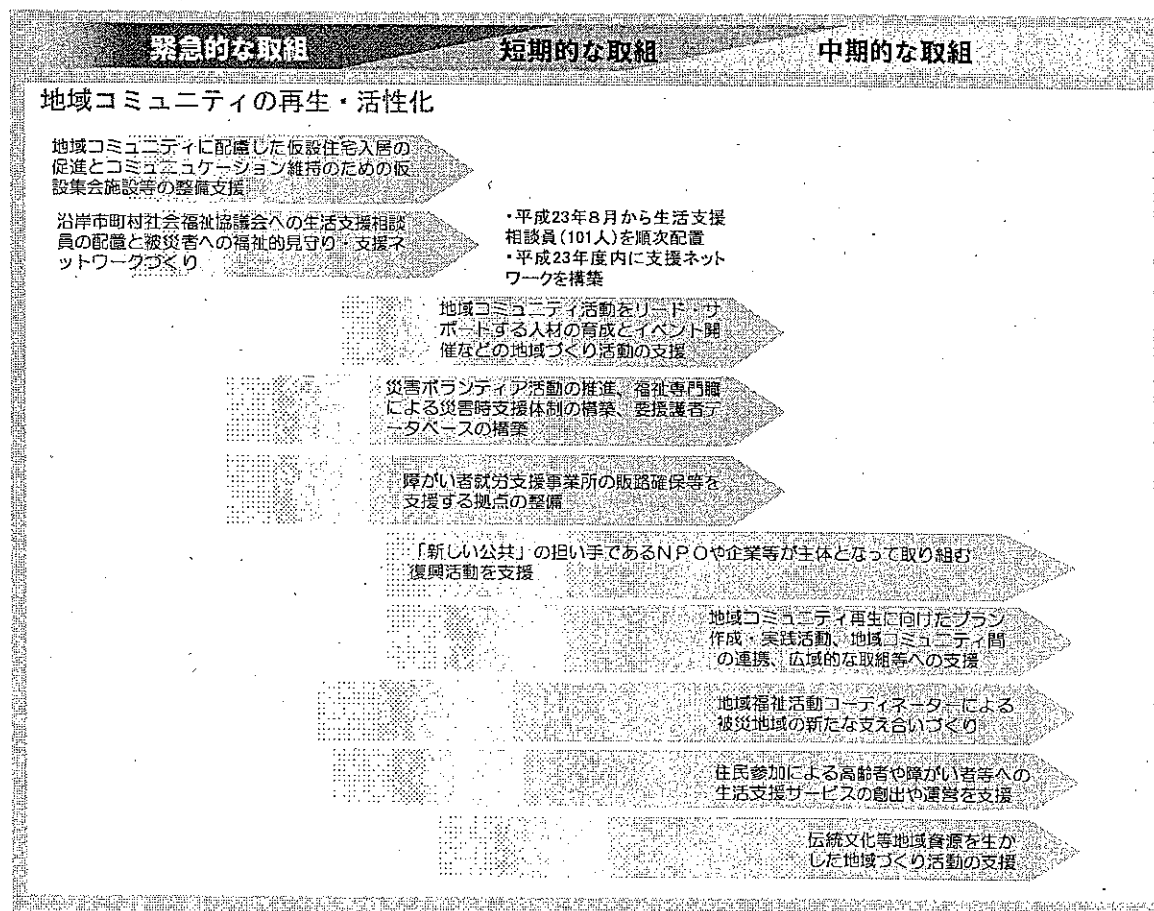 緊急的な取組
短期的な取組
中期的な取組
地域コミュニティの再生・活性化
地域コミュニティに配慮した仮設住宅入居の
促進とコミュニュケーション維持のための仮
設集会施設等の整備支援
沿岸市町村社会福祉協議会への生活支援相談
員の配置と被災者への福祉的見守り・支援ネ
ットワークづくり
・平成23年8月から生活支援
相談員(101人)を順次配置
・平成23年度内に支援ネット
ワークを構築
地域コミュニティ活動をリード・サ
ポートする人材の育成とイベント開
催などの地域づくり活動の支援
災害ボランティア活動の推進、福祉専門職
による災害時支援体制の構築、要援護者デ
ータベースの構築
障がい者就労支援事業所の販路確保等を
支援する拠点の整備
「新しい公共」の担い手であるNPOや企業等が主体となって取り組む
復興活動を支援
地域コミュニティ再生に向けたプラン
作成・実践活動、地域コミュニティ間
の連携、広域的な取組等への支援
地域福祉活動コーディネーターによる
被災地域の新たな支え合いづくり
住民参加による高齢者や障がい者等への
生活支援サービスの創出や運営を支援
伝統文化等地域資源を生か
した地域づくり活動の支援